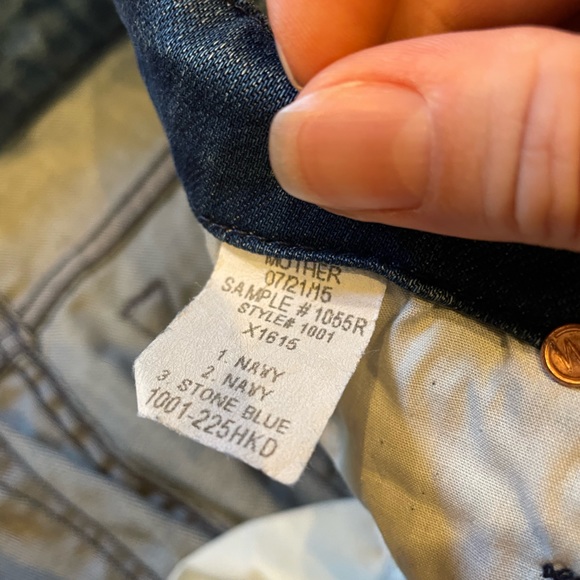 MOTHER
07/21/15
SAMPLE # 1055R
STYLE# 1001
X1615
1. NAVY
2. NAVY
3 STONE BLUE
1001-225HKD